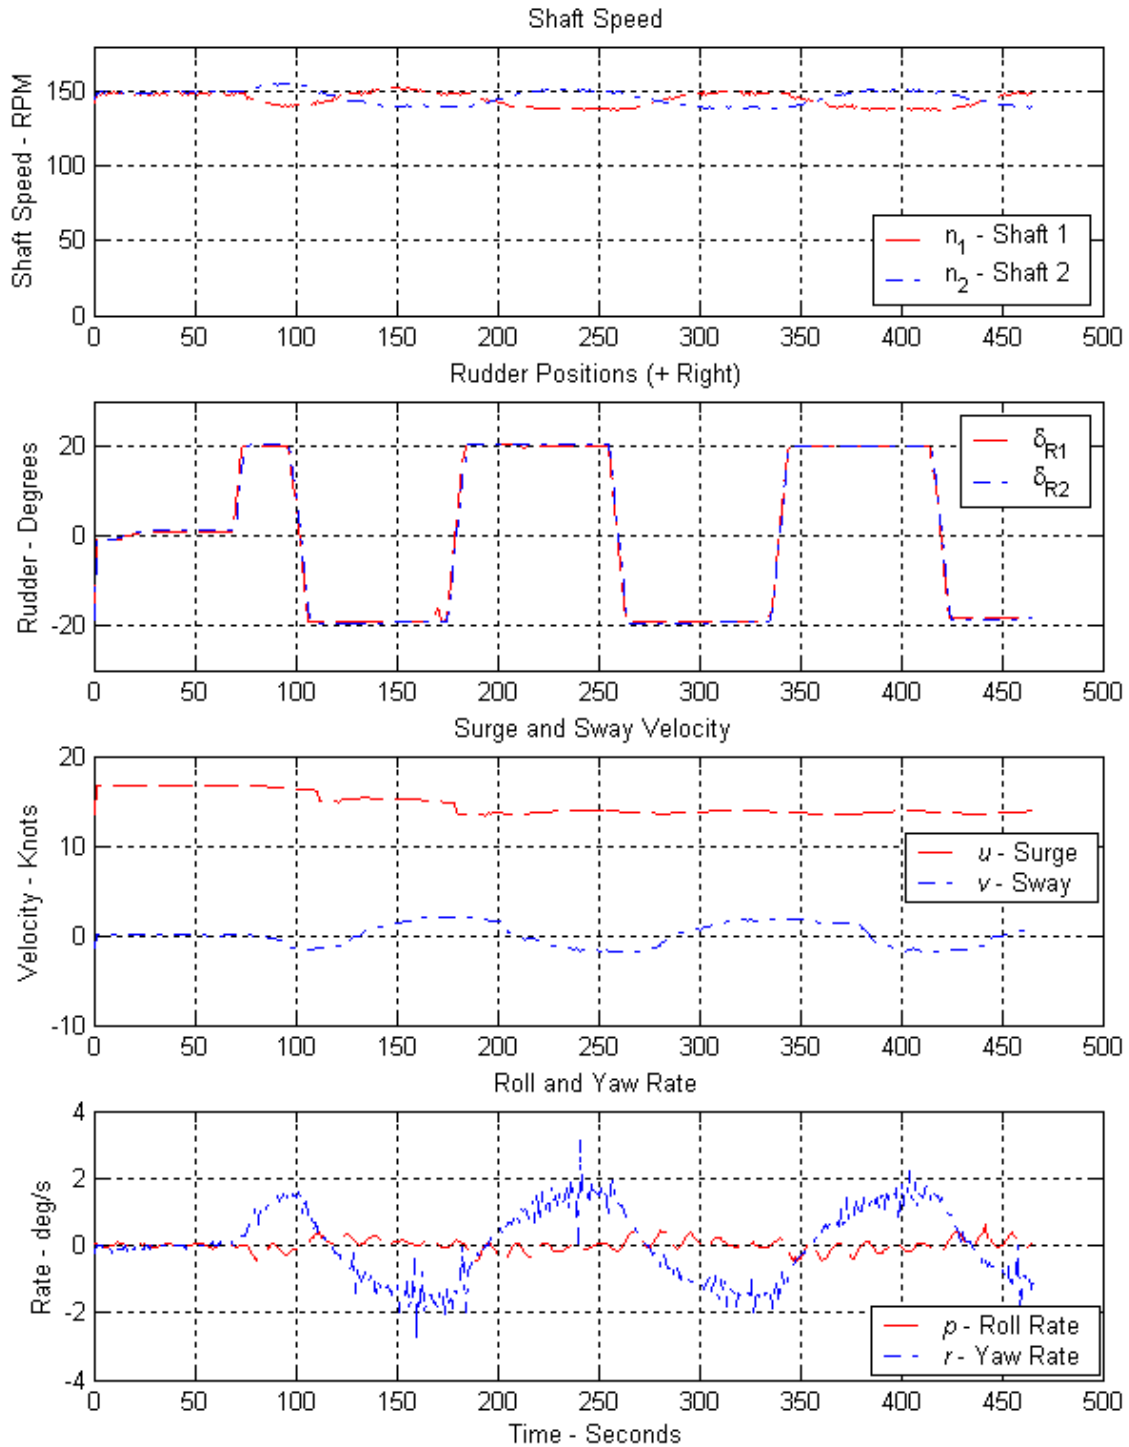 Shaft Speed
Shaft Speed - RPM
150
100
50
0
n1 - Shaft 1
n2 - Shaft 2
0 50 100 150 200 250 300 350 400 450 500
Rudder Positions (+ Right)
Rudder - Degrees
20
0
-20
δR1
δR2
0 50 100 150 200 250 300 350 400 450 500
Surge and Sway Velocity
Velocity - Knots
20
10
0
-10
u - Surge
v - Sway
0 50 100 150 200 250 300 350 400 450 500
Roll and Yaw Rate
Rate - deg/s
4
2
0
-2
-4
p - Roll Rate
r - Yaw Rate
0 50 100 150 200 250 300 350 400 450 500
Time - Seconds